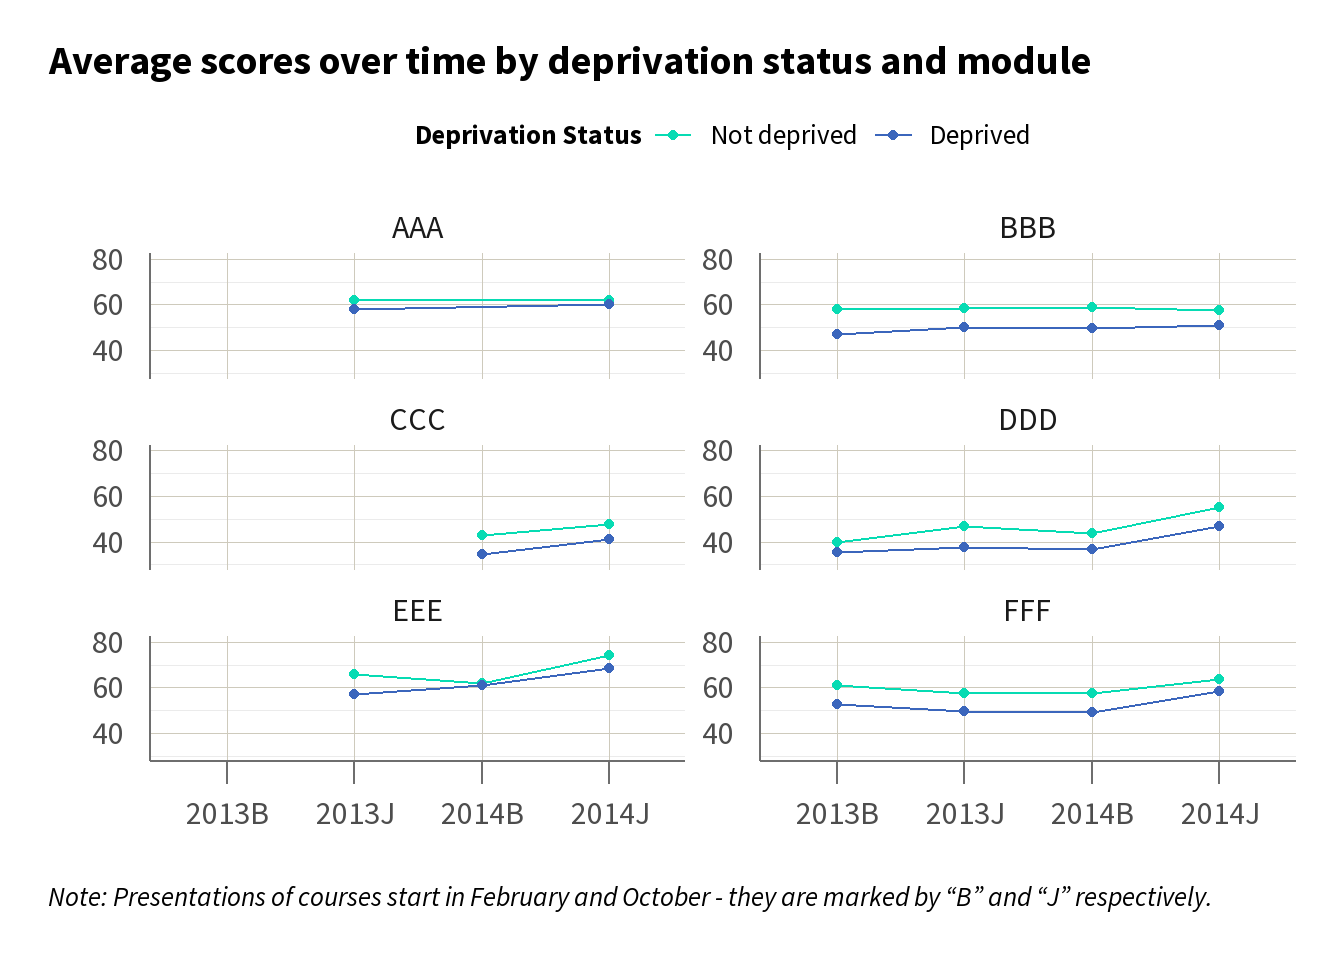 Average scores over time by deprivation status and module
Deprivation Status Not deprived Deprived
AAA BBB
80 80
60 60
40 40
CCC DDD
80 80
60 60
40 40
EEE FFF
80 80
60 60
40 40
2013B 2013J 2014B 2014J 2013B 2013J 2014B 2014J
Note: Presentations of courses start in February and October - they are marked by “B” and “J” respectively.